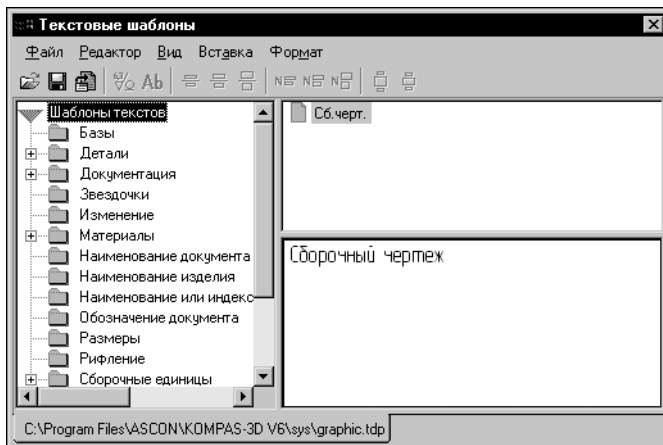 Текстовые шаблоны
Файл Редактор Вид Вставка Формат
Ab N N N
Шаблоны текстов
Базы
Детали
Документация
Звездочки
Изменение
Материалы
Наименование документа
Наименование изделия
Наименование или индекс
Обозначение документа
Размеры
Рифление
Сборочные единицы
Сб.черт.
Сборочный чертеж
C:\Program Files\ASCON\KOMPAS-3D V6\sys\graphic.tdp